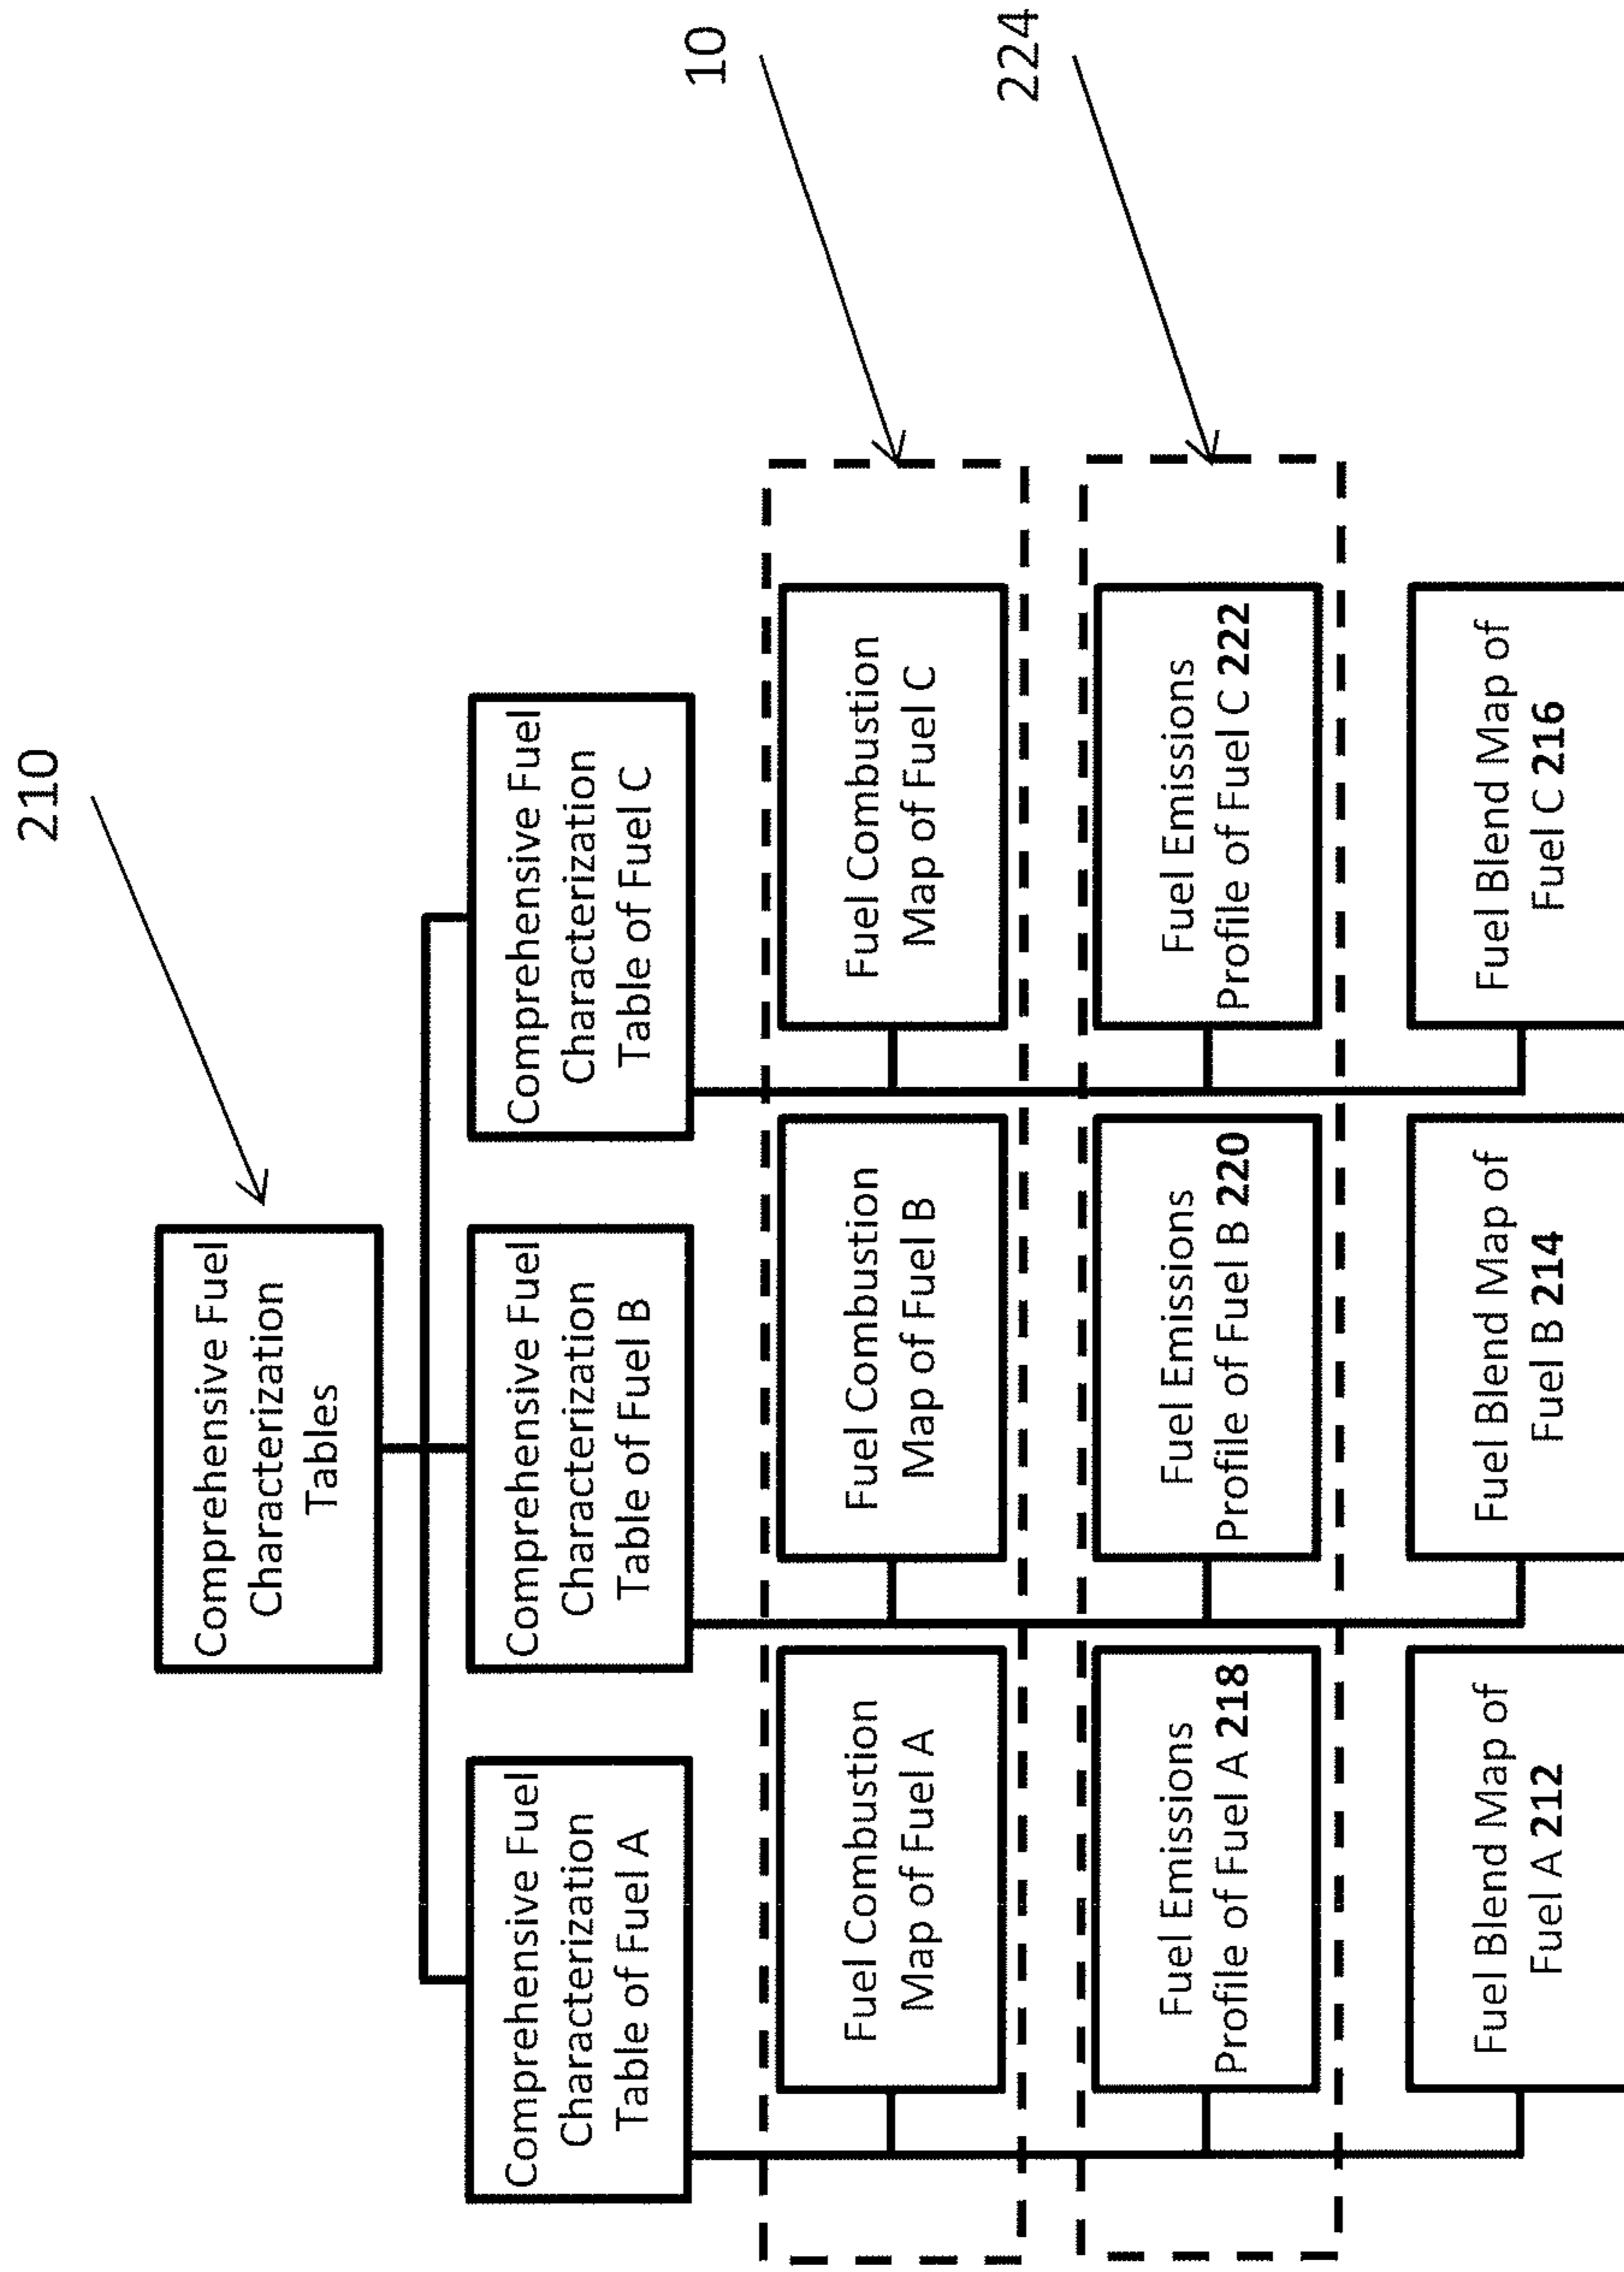 210
Comprehensive Fuel
Characterization
Tables
Comprehensive Fuel
Characterization
Table of Fuel A
Comprehensive Fuel
Characterization
Table of Fuel B
Comprehensive Fuel
Characterization
Table of Fuel C
10
Fuel Combustion
Map of Fuel A
Fuel Combustion
Map of Fuel B
Fuel Combustion
Map of Fuel C
224
Fuel Emissions
Profile of Fuel A 218
Fuel Emissions
Profile of Fuel B 220
Fuel Emissions
Profile of Fuel C 222
Fuel Blend Map of
Fuel A 212
Fuel Blend Map of
Fuel B 214
Fuel Blend Map of
Fuel C 216